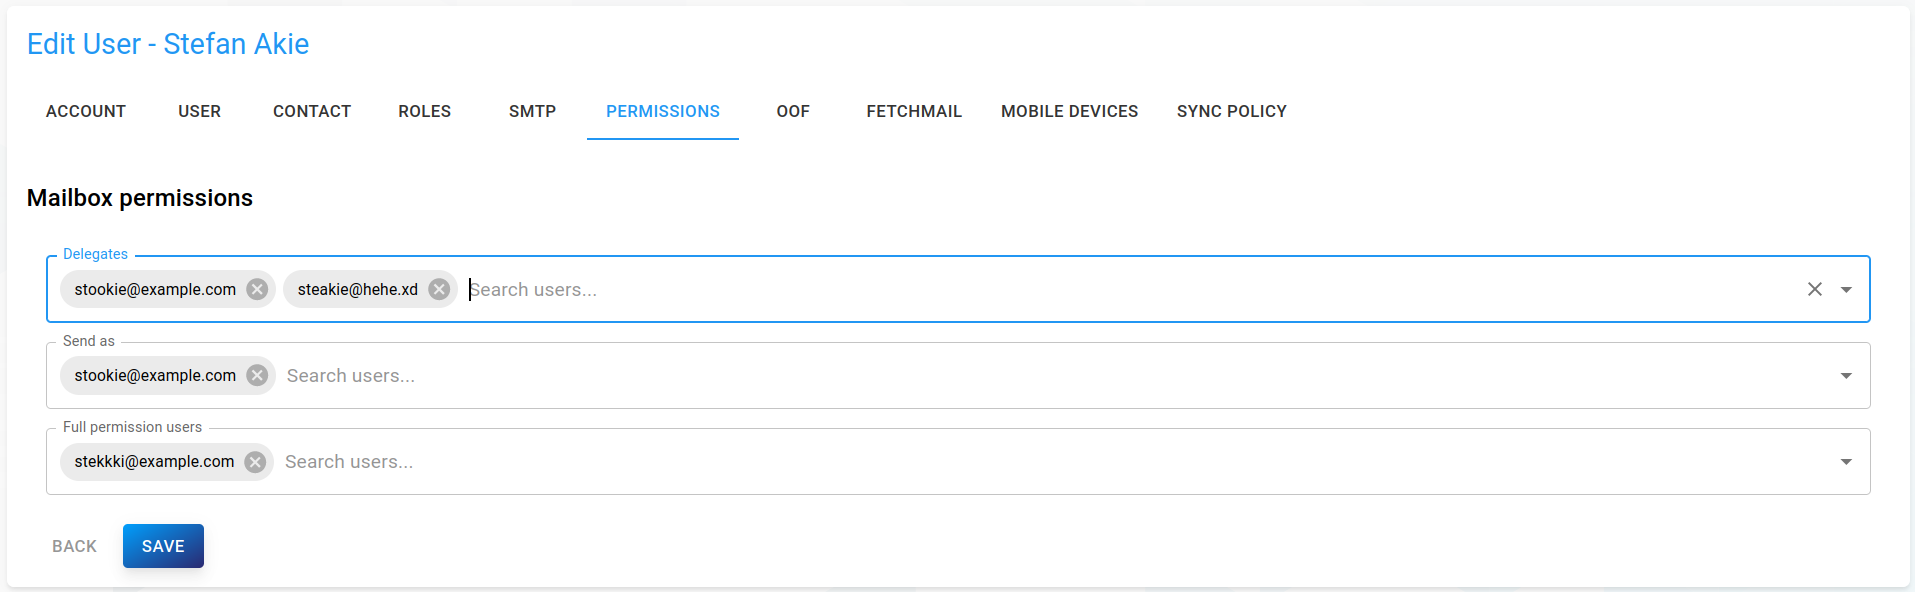 Edit User - Stefan Akie
ACCOUNT USER CONTACT ROLES SMTP PERMISSIONS OOF FETCHMAIL MOBILE DEVICES SYNC POLICY
Mailbox permissions
Delegates
stookie@example.com steakie@hehe.xd Search users...
Send as
stookie@example.com Search users...
Full permission users
stekkki@example.com Search users...
BACK SAVE